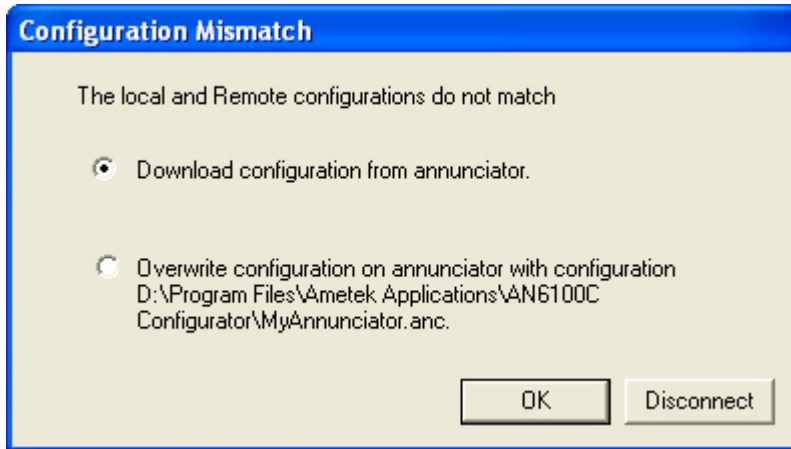 Configuration Mismatch
The local and Remote configurations do not match
Download configuration from annunciator.
Overwrite configuration on annunciator with configuration
D:\Program Files\Ametek Applications\AN6100C
Configurator\MyAnnunciator.anc.
OK
Disconnect